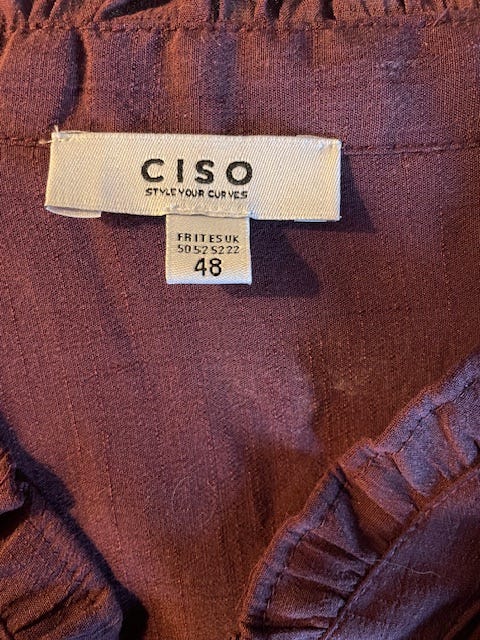 CISO
STYLE YOUR CURVES
FR IT ES UK
50 52 52 22
48